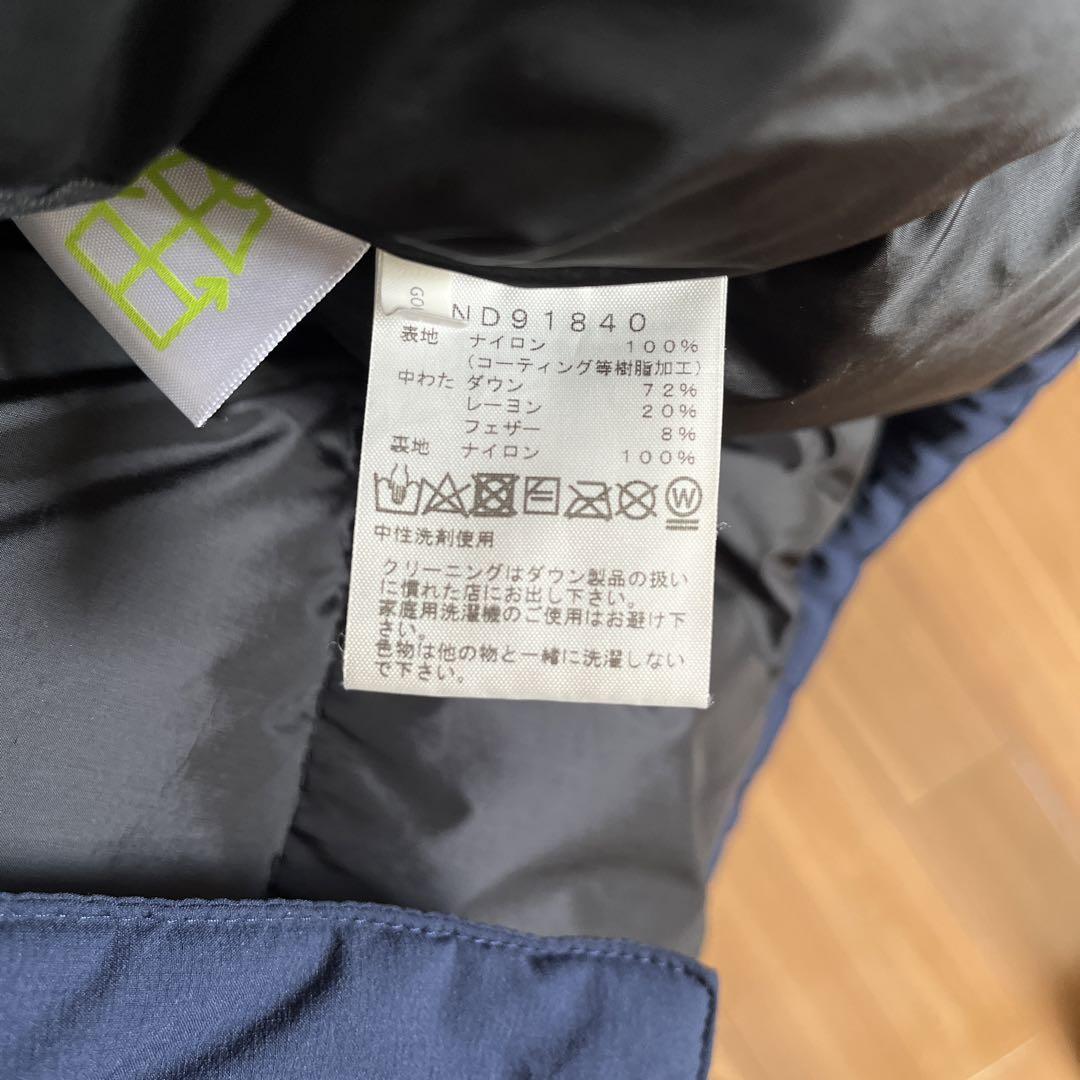 GO
ND91840
表地 ナイロン 100%
(コーティング等樹脂加工)
中わた ダウン 72%
レーヨン 20%
フェザー 8%
裏地 ナイロン 100%
W
中性洗剤使用
クリーニングはダウン製品の扱い
に慣れた店にお出し下さい。
家庭用洗濯機のご使用はお避け下
さい。
色物は他の物と一緒に洗濯しない
で下さい。